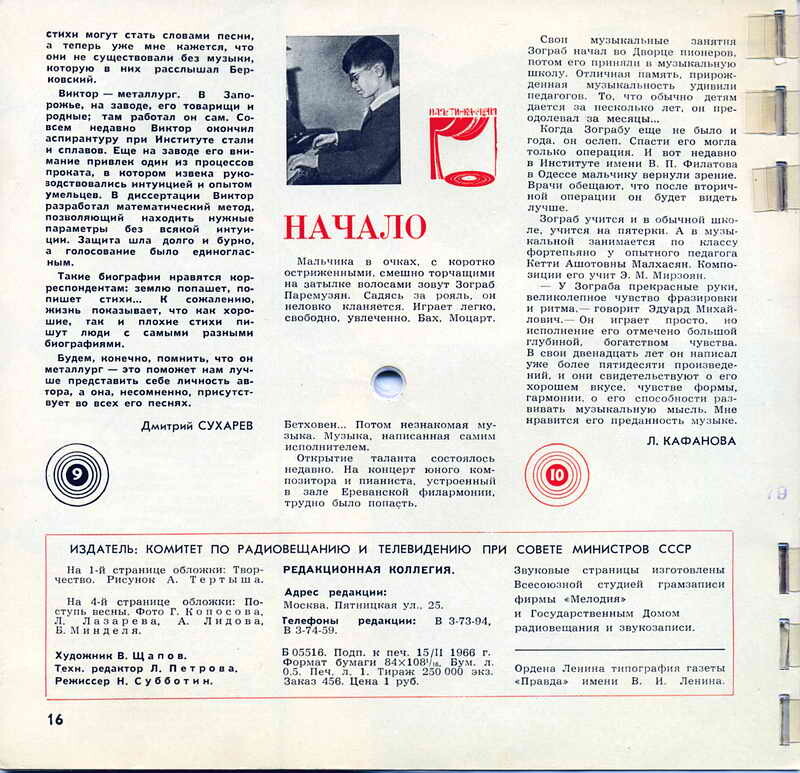 стихи могут стать словами песни,
а теперь уже мне кажется, что
они не существовали без музыки,
которую в них расслышал Бер-
ковский.
Виктор — металлург. В Запо-
рожье, на заводе, его товарищи и
родные; там работал он сам. Со-
всем недавно Виктор окончил
аспирантуру при Институте стали
и сплавов. Еще на заводе его вни-
мание привлек один из процессов
проката, в котором извека руко-
водствовались интуицией и опытом
умельцев. В диссертации Виктор
разработал математический метод,
позволяющий находить нужные
параметры без всякой интуи-
ции. Защита шла долго и бурно,
а голосование было единоглас-
ным.
Такие биографии нравятся кор-
респондентам: землю попашет, по-
пишет стихи... К сожалению,
жизнь показывает, что как хоро-
шие, так и плохие стихи пи-
шут люди с самыми разными
биографиями.
Будем, конечно, помнить, что он
металлург — это поможет нам луч-
ше представить себе личность ав-
тора, а она, несомненно, присутст-
вует во всех его песнях.
Дмитрий СУХАРЕВ
9
НАЧАЛО
Мальчика в очках, с коротко
остриженными, смешно торчащими
на затылке волосами зовут Зограб
Паремузян. Садясь за рояль, он
неловко кланяется. Играет легко,
свободно, увлеченно. Бах, Моцарт,
Бетховен... Потом незнакомая му-
зыка. Музыка, написанная самим
исполнителем.
Открытие таланта состоялось
недавно. На концерт юного ком-
позитора и пианиста, устроенный
в зале Ереванской филармонии,
трудно было попасть.
Свои музыкальные занятия
Зограб начал во Дворце пионеров,
потом его приняли в музыкальную
школу. Отличная память, прирож-
денная музыкальность удивили
педагогов. То, что обычно детям
дается за несколько лет, он пре-
одолевал за месяцы...
Когда Зограбу еще не было и
года, он ослеп. Спасти его могла
только операция. И вот недавно
в Институте имени В. П. Филатова
в Одессе мальчику вернули зрение.
Врачи обещают, что после вторич-
ной операции он будет видеть
лучше.
Зограб учится и в обычной шко-
ле, учится на пятерки. А в музы-
кальной занимается по классу
фортепьяно у опытного педагога
Кетти Ашотовны Малхасян. Компо-
зиции его учит Э. М. Мирзоян.
— У Зограба прекрасные руки,
великолепное чувство фразировки
и ритма,— говорит Эдуард Михай-
лович.— Он играет просто, но
исполнение его отмечено большой
глубиной, богатством чувства.
В свои двенадцать лет он написал
уже более пятидесяти произведе-
ний, и они свидетельствуют о его
хорошем вкусе, чувстве формы,
гармонии, о его способности раз-
вивать музыкальную мысль. Мне
нравится его преданность музыке.
Л. КАФАНОВА
10
ИЗДАТЕЛЬ: КОМИТЕТ ПО РАДИОВЕЩАНИЮ И ТЕЛЕВИДЕНИЮ ПРИ СОВЕТЕ МИНИСТРОВ СССР
На 1-й странице обложки: Твор-
чество. Рисунок А. Тертыша.
На 4-й странице обложки: По-
ступь весны. Фото Г. Копосова,
Л. Лазарева, А. Лидова,
Б. Минделя.
Художник В. Щапов.
Техн. редактор Л. Петрова.
Режиссер Н. Субботин.
РЕДАКЦИОННАЯ КОЛЛЕГИЯ.
Адрес редакции:
Москва, Пятницкая ул., 25.
Телефоны редакции: В 3-73-94,
В 3-74-59.
Б 05516. Подп. к печ. 15/II 1966 г.
Формат бумаги 84×108¹/₁₆. Бум. л.
0,5. Печ. л. 1. Тираж 250 000 экз.
Заказ 456. Цена 1 руб.
Звуковые страницы изготовлены
Всесоюзной студией грамзаписи
фирмы «Мелодия»
и Государственным Домом
радиовещания и звукозаписи.
Ордена Ленина типография газеты
«Правда» имени В. И. Ленина.
16